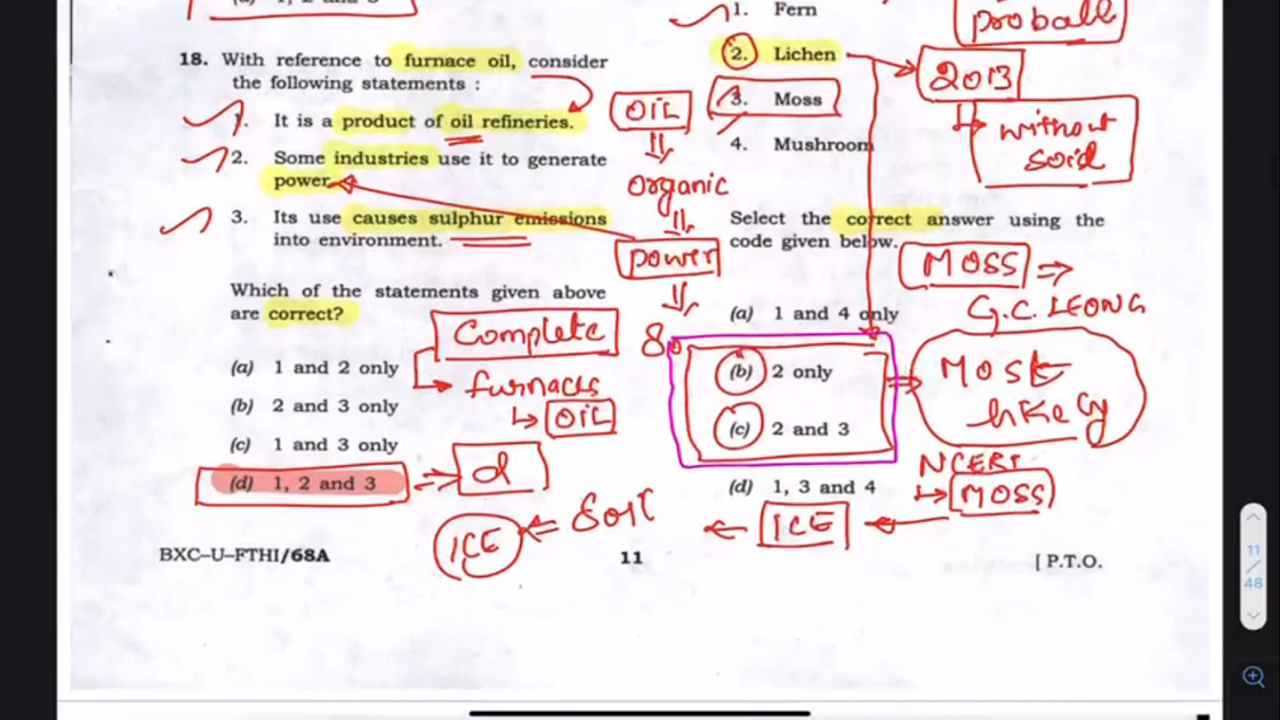 18. With reference to furnace oil, consider
the following statements :
1. It is a product of oil refineries.
2. Some industries use it to generate
power.
3. Its use causes sulphur emissions
into environment.
Which of the statements given above
are correct?
Complete
furnacks
OIL
(a) 1 and 2 only
(b) 2 and 3 only
(c) 1 and 3 only
(d) 1, 2 and 3
d
ICE
Soil
BXC–U–FTHI/68A
11
[ P.T.O.
OIL
Organic
power
So
1. Fern
2. Lichen
3. Moss
4. Mushroom
proball
2013
without
soid
Select the correct answer using the
code given below.
MOSS
G.C. LEONG
(a) 1 and 4 only
(b) 2 only
(c) 2 and 3
(d) 1, 3 and 4
Most
likely
NCERT
MOSS
ICE
11
48